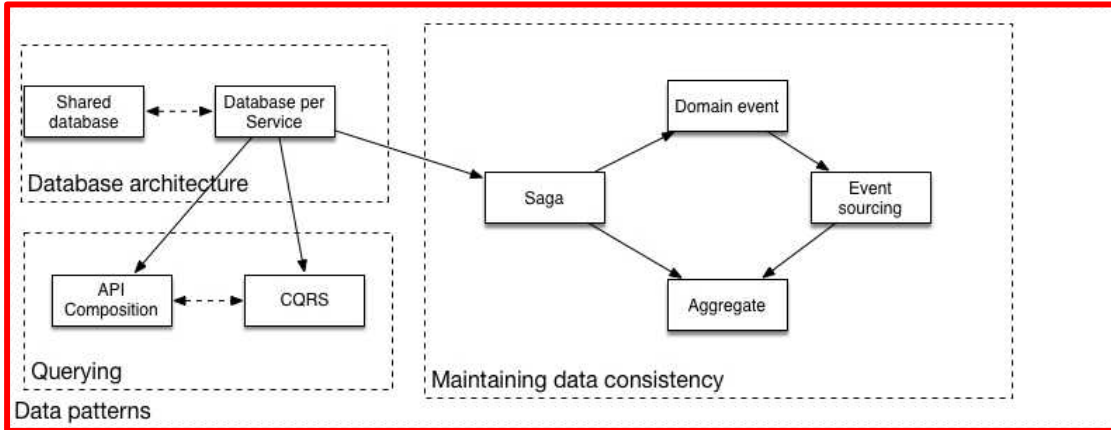 Shared
database
Database per
Service
Database architecture
API
Composition
CQRS
Querying
Domain event
Saga
Event
sourcing
Aggregate
Maintaining data consistency
Data patterns